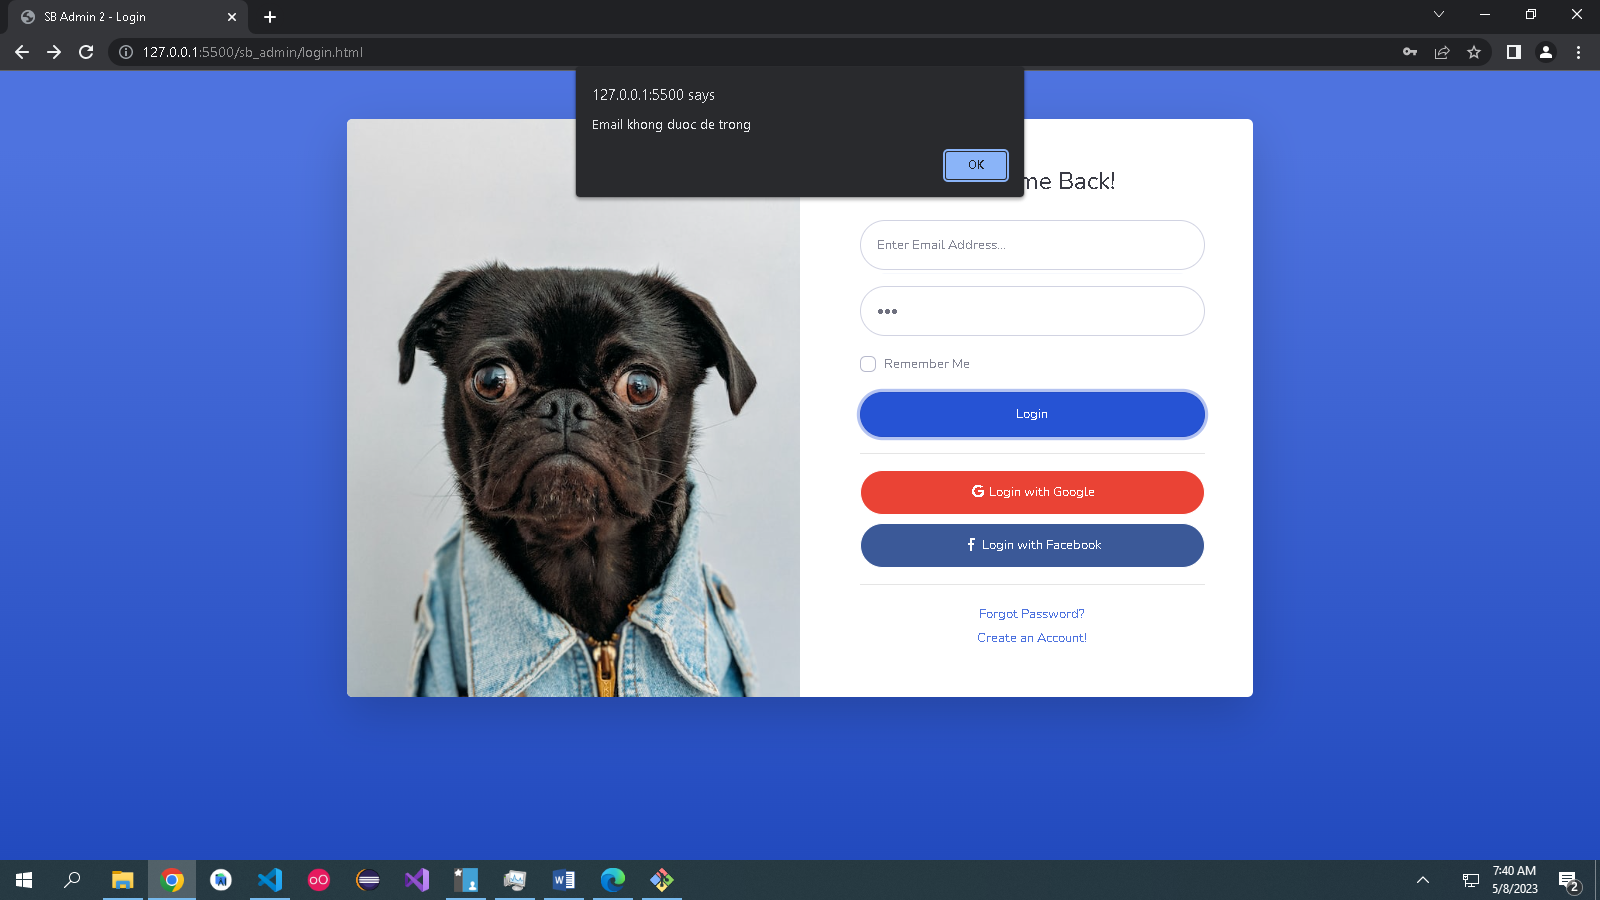 SB Admin 2 - Login
127.0.0.1:5500/sb_admin/login.html
127.0.0.1:5500 says
Email khong duoc de trong
OK
me Back!
Enter Email Address...
Remember Me
Login
G Login with Google
f Login with Facebook
Forgot Password?
Create an Account!
7:40 AM
5/8/2023
2